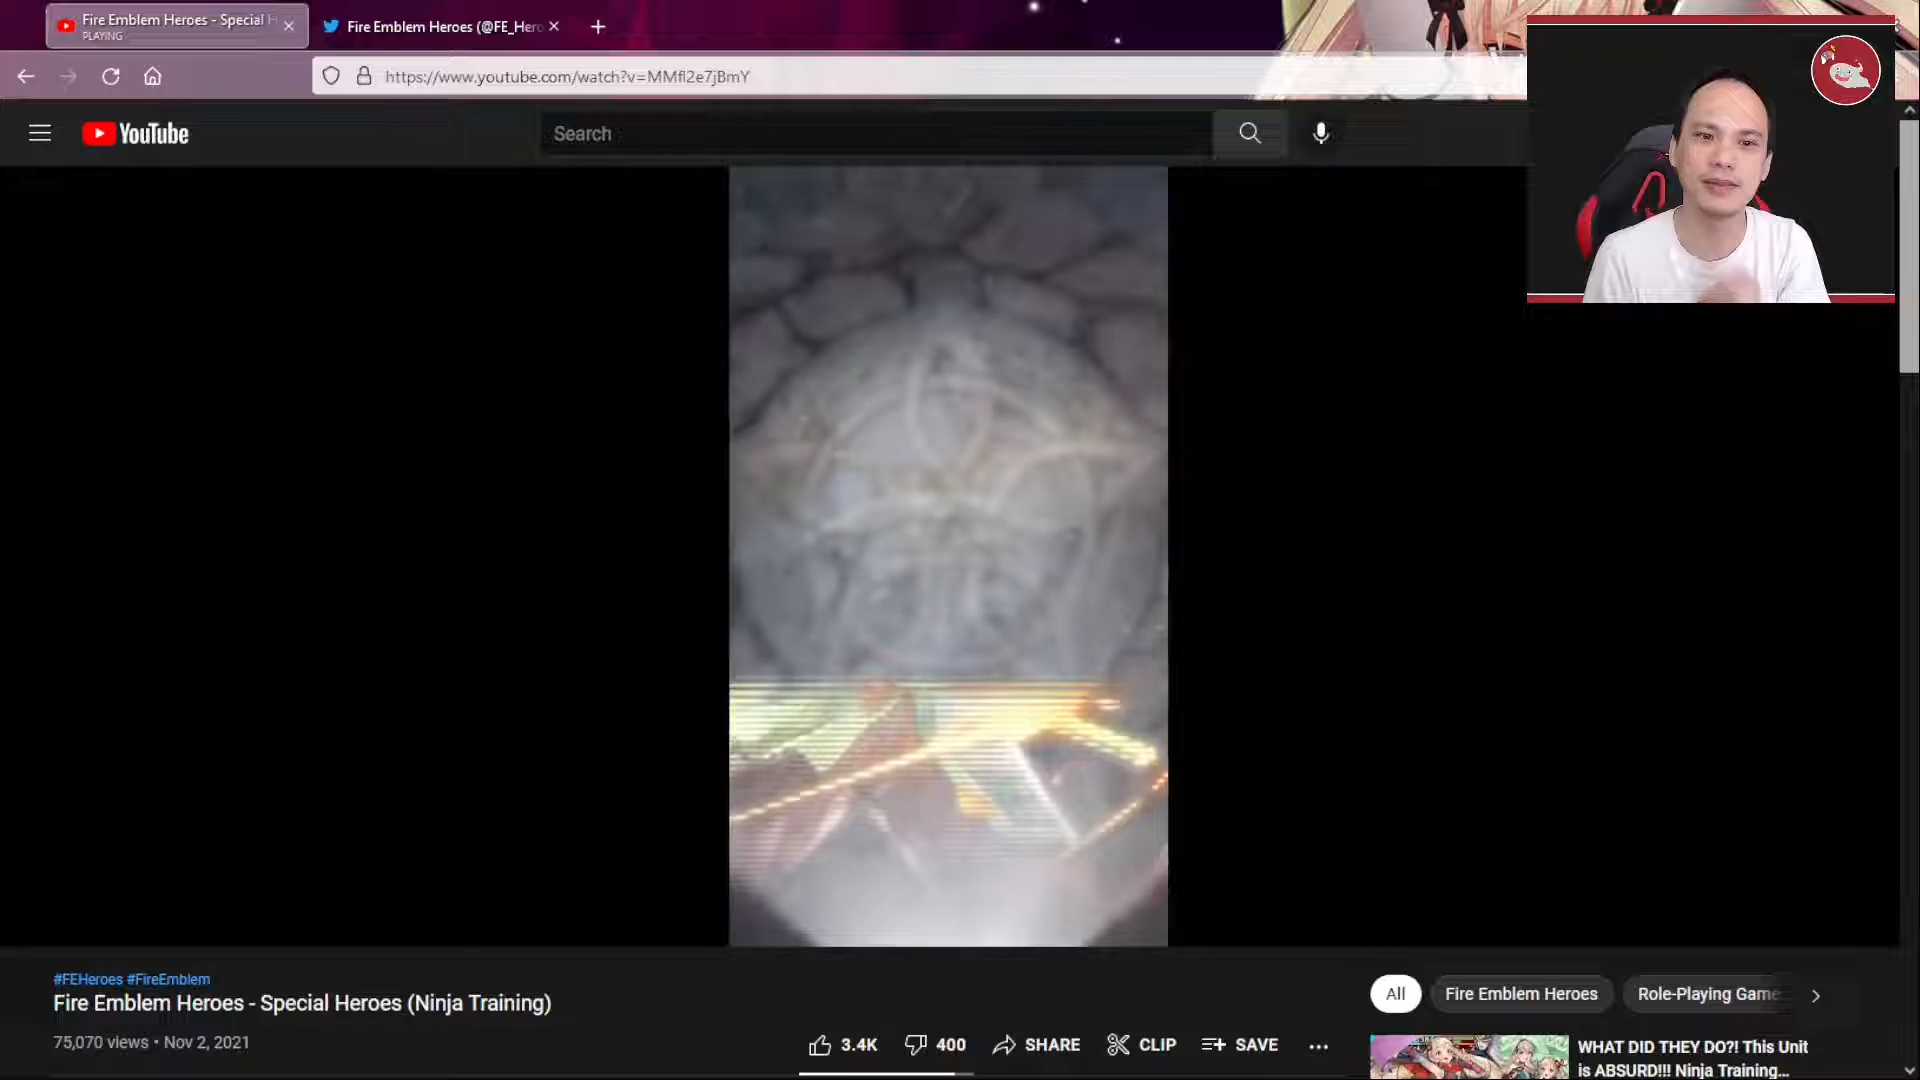 Fire Emblem Heroes - Special H
PLAYING
Fire Emblem Heroes (@FE_Hero
https://www.youtube.com/watch?v=MMfl2e7jBmY
YouTube
Search
#FEHeroes #FireEmblem
Fire Emblem Heroes - Special Heroes (Ninja Training)
75,070 views • Nov 2, 2021
3.4K
400
SHARE
CLIP
SAVE
All
Fire Emblem Heroes
Role-Playing Game
WHAT DID THEY DO?! This Unit
is ABSURD!!! Ninja Training...